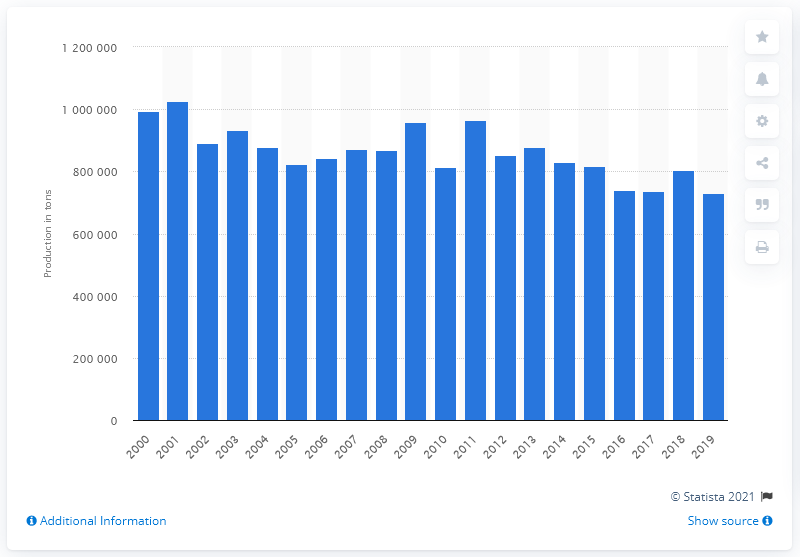 1 200 000
1 000 000
800 000
600 000
400 000
200 000
0
Production in tons
2000 2001 2002 2003 2004 2005 2006 2007 2008 2009 2010 2011 2012 2013 2014 2015 2016 2017 2018 2019
© Statista 2021
Additional Information Show source